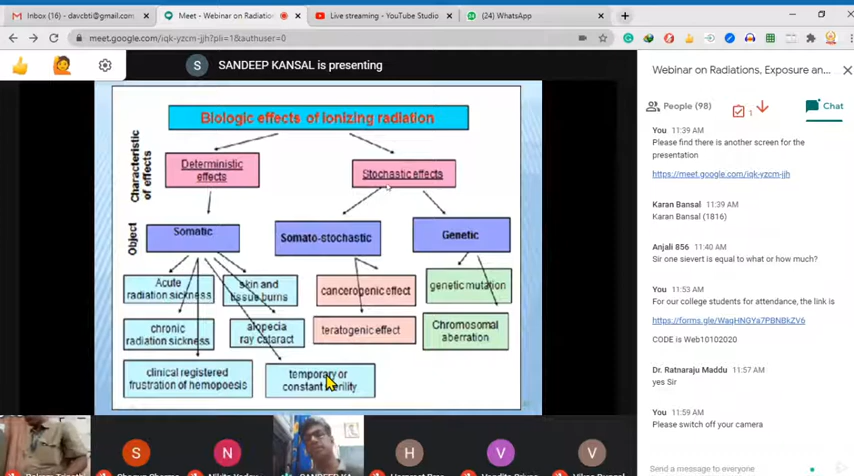 Inbox (16) - davcbti@gmail.com
Meet - Webinar on Radiation
Live streaming - YouTube Studio
(24) WhatsApp
meet.google.com/iqk-yzcm-jjh?pli=1&authuser=0
S SANDEEP KANSAL is presenting
Biologic effects of ionizing radiation
Characteristic
of effects
Deterministic
effects
Stochastic effects
Object
Somatic
Somato-stochastic
Genetic
Acute
radiation sickness
skin and
tissue burns
cancerogenic effect
genetic mutation
chronic
radiation sickness
alopecia
ray cataract
teratogenic effect
Chromosomal
aberration
clinical registered
frustration of hemopoesis
temporary or
constant sterility
S
N
H
V
V
SANDEEP KA
Webinar on Radiations, Exposure an...
People (98)
1
Chat
You 11:39 AM
Please find there is another screen for the
presentation
https://meet.google.com/iqk-yzcm-jjh
Karan Bansal 11:39 AM
Karan Bansal (1816)
Anjali 856 11:40 AM
Sir one sievert is equal to what or how much?
You 11:53 AM
For our college students for attendance, the link is
https://forms.gle/WaqHNGYa7PBNBkZV6
CODE is Web10102020
Dr. Ratnaraju Maddu 11:57 AM
yes Sir
You 11:59 AM
Please switch off your camera
Send a message to everyone